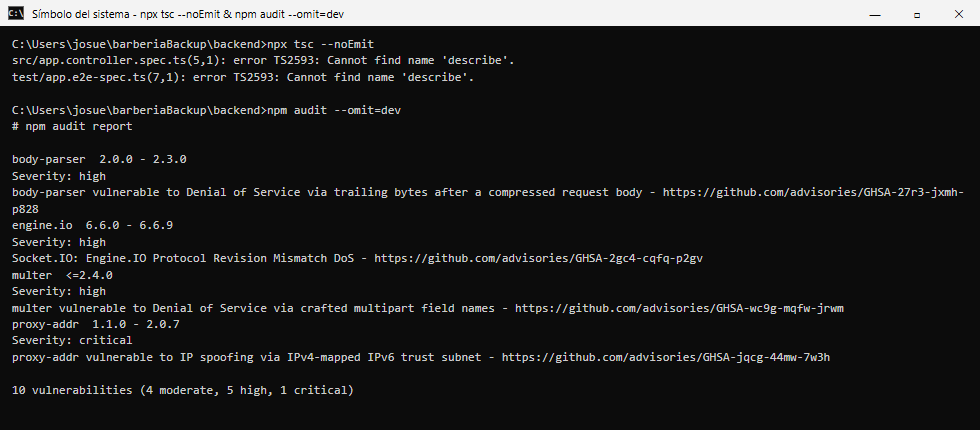 Símbolo del sistema - npx tsc --noEmit & npm audit --omit=dev
C:\Users\josue\barberiaBackup\backend>npx tsc --noEmit
src/app.controller.spec.ts(5,1): error TS2593: Cannot find name 'describe'.
test/app.e2e-spec.ts(7,1): error TS2593: Cannot find name 'describe'.
C:\Users\josue\barberiaBackup\backend>npm audit --omit=dev
# npm audit report
body-parser  2.0.0 - 2.3.0
Severity: high
body-parser vulnerable to Denial of Service via trailing bytes after a compressed request body - https://github.com/advisories/GHSA-27r3-jxmh-
p828
engine.io  6.6.0 - 6.6.9
Severity: high
Socket.IO: Engine.IO Protocol Revision Mismatch DoS - https://github.com/advisories/GHSA-2gc4-cqfq-p2gv
multer  <=2.4.0
Severity: high
multer vulnerable to Denial of Service via crafted multipart field names - https://github.com/advisories/GHSA-wc9g-mqfw-jrwm
proxy-addr  1.1.0 - 2.0.7
Severity: critical
proxy-addr vulnerable to IP spoofing via IPv4-mapped IPv6 trust subnet - https://github.com/advisories/GHSA-jqcg-44mw-7w3h
10 vulnerabilities (4 moderate, 5 high, 1 critical)